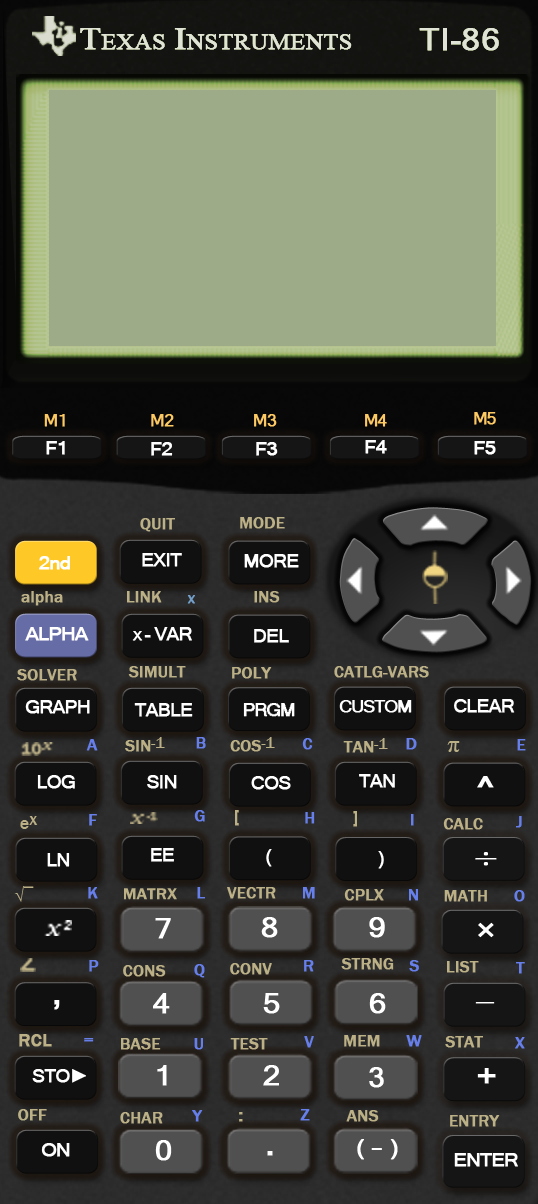 TEXAS INSTRUMENTS TI-86
M1 M2 M3 M4 M5
F1 F2 F3 F4 F5
QUIT MODE
2nd EXIT MORE
alpha LINK x INS
ALPHA x-VAR DEL
SOLVER SIMULT POLY CATLG-VARS
GRAPH TABLE PRGM CUSTOM CLEAR
10ˣ A SIN⁻¹ B COS⁻¹ C TAN⁻¹ D π E
LOG SIN COS TAN ^
eˣ F x⁻¹ G [ H ] I CALC J
LN EE ( ) ÷
√ K MATRX L VECTR M CPLX N MATH O
x² 7 8 9 ×
∠ P CONS Q CONV R STRNG S LIST T
, 4 5 6 −
RCL = BASE U TEST V MEM W STAT X
STO▶ 1 2 3 +
OFF CHAR Y : Z ANS ENTRY
ON 0 . (-) ENTER